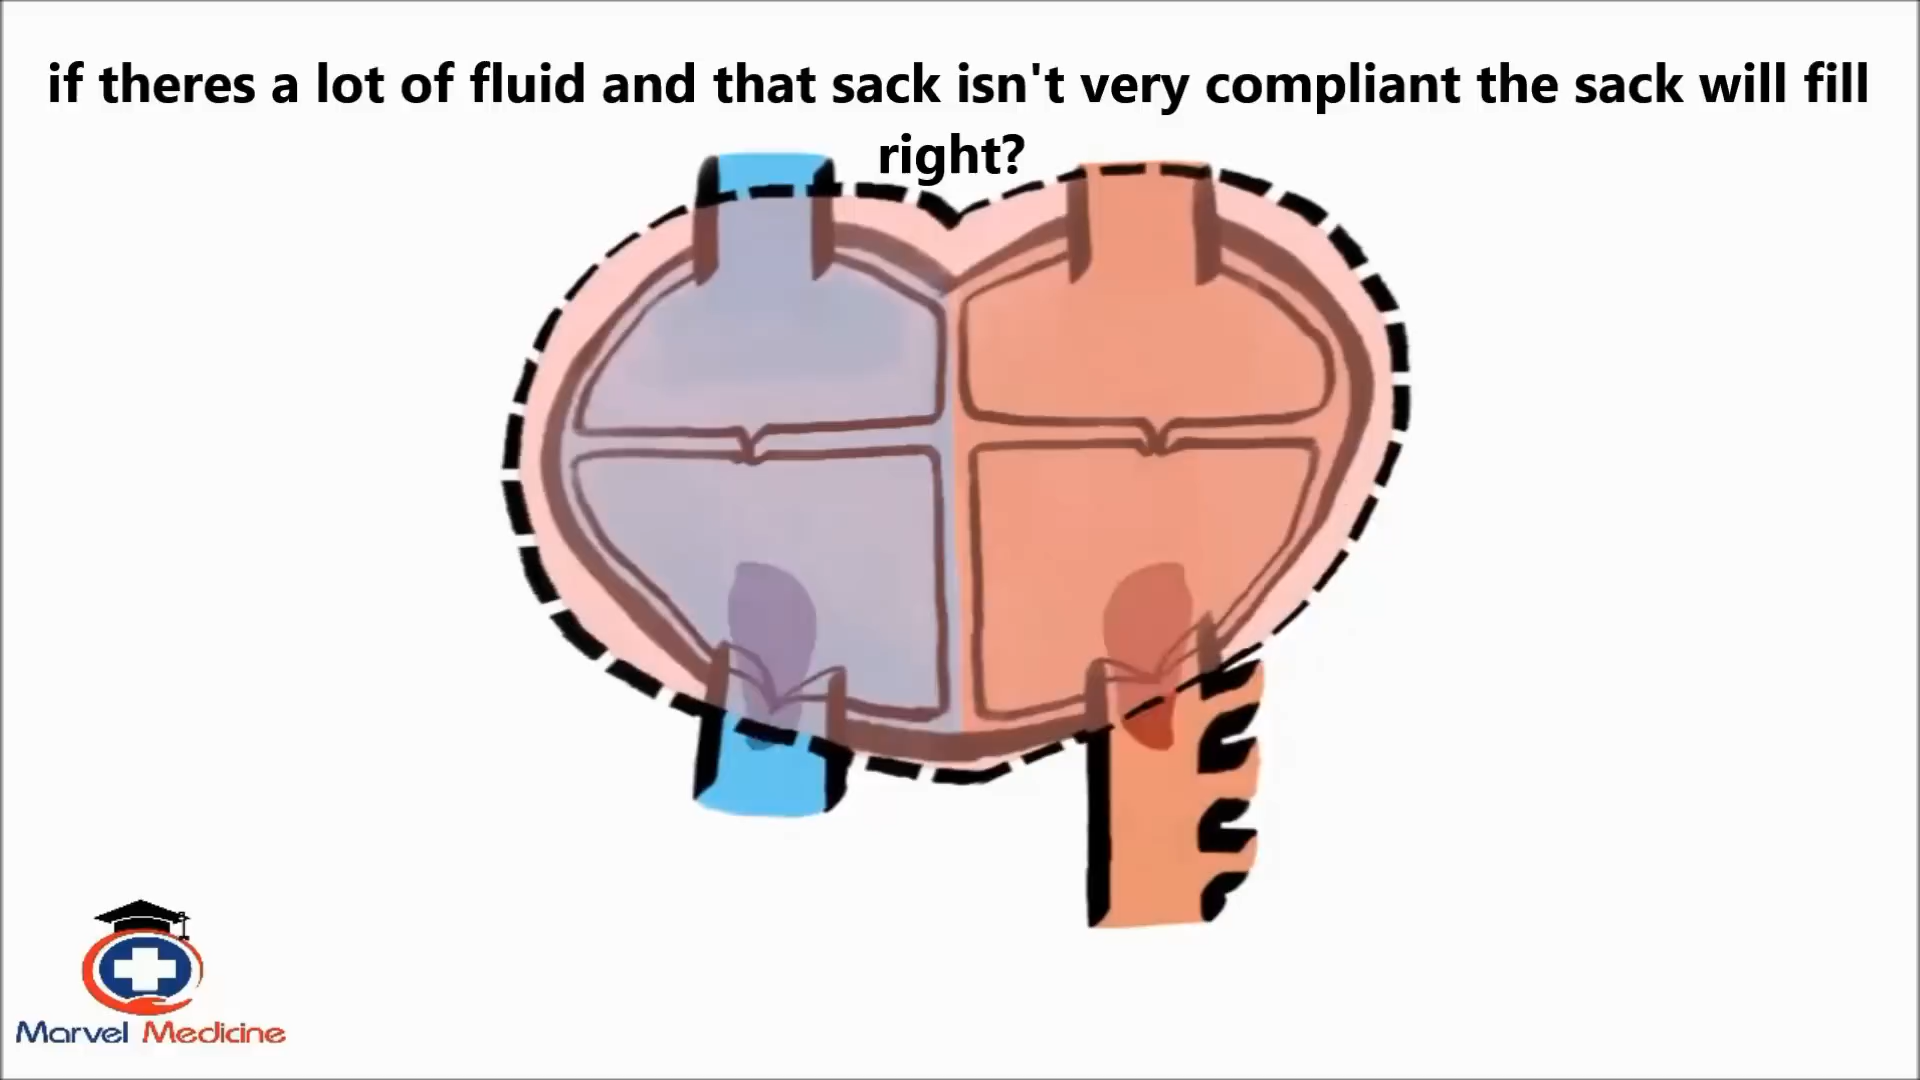 if theres a lot of fluid and that sack isn't very compliant the sack will fill
right?
Marvel Medicine